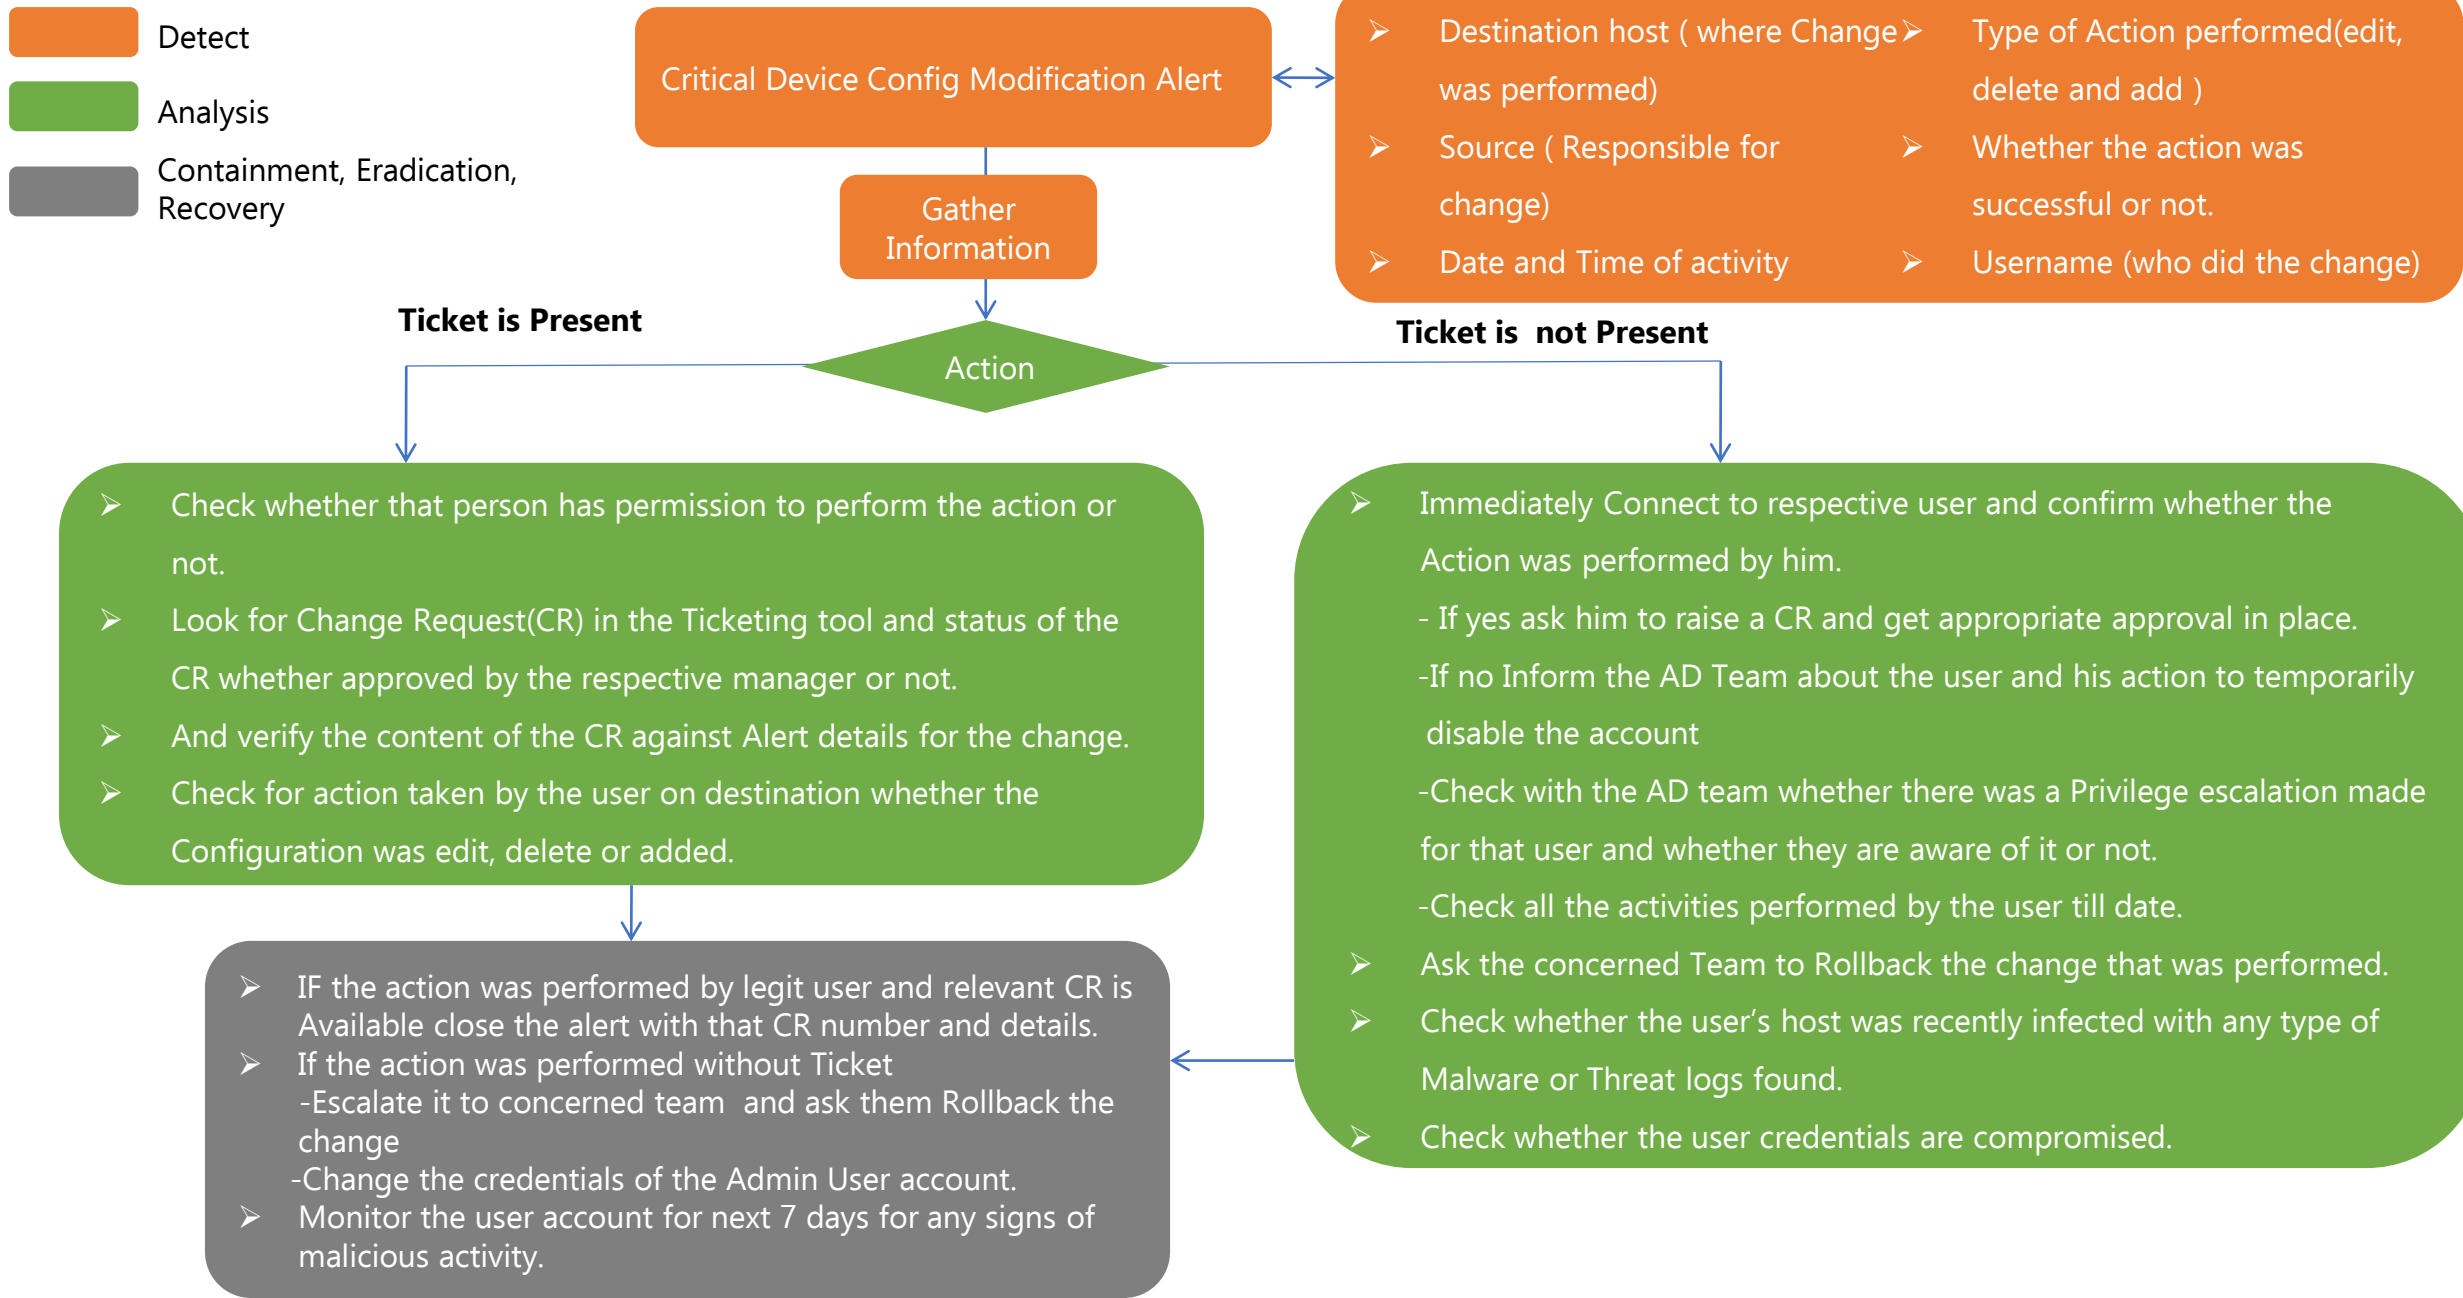 Detect
Analysis
Containment, Eradication,
Recovery
Critical Device Config Modification Alert
➢ Destination host ( where Change
was performed)
➢ Source ( Responsible for
change)
➢ Date and Time of activity
➢ Type of Action performed(edit,
delete and add )
➢ Whether the action was
successful or not.
➢ Username (who did the change)
Gather
Information
Action
Ticket is Present
Ticket is  not Present
➢ Check whether that person has permission to perform the action or
not.
➢ Look for Change Request(CR) in the Ticketing tool and status of the
CR whether approved by the respective manager or not.
➢ And verify the content of the CR against Alert details for the change.
➢ Check for action taken by the user on destination whether the
Configuration was edit, delete or added.
➢ Immediately Connect to respective user and confirm whether the
Action was performed by him.
- If yes ask him to raise a CR and get appropriate approval in place.
-If no Inform the AD Team about the user and his action to temporarily
disable the account
-Check with the AD team whether there was a Privilege escalation made
for that user and whether they are aware of it or not.
-Check all the activities performed by the user till date.
➢ Ask the concerned Team to Rollback the change that was performed.
➢ Check whether the user’s host was recently infected with any type of
Malware or Threat logs found.
➢ Check whether the user credentials are compromised.
➢ IF the action was performed by legit user and relevant CR is
Available close the alert with that CR number and details.
➢ If the action was performed without Ticket
-Escalate it to concerned team  and ask them Rollback the
change
-Change the credentials of the Admin User account.
➢ Monitor the user account for next 7 days for any signs of
malicious activity.